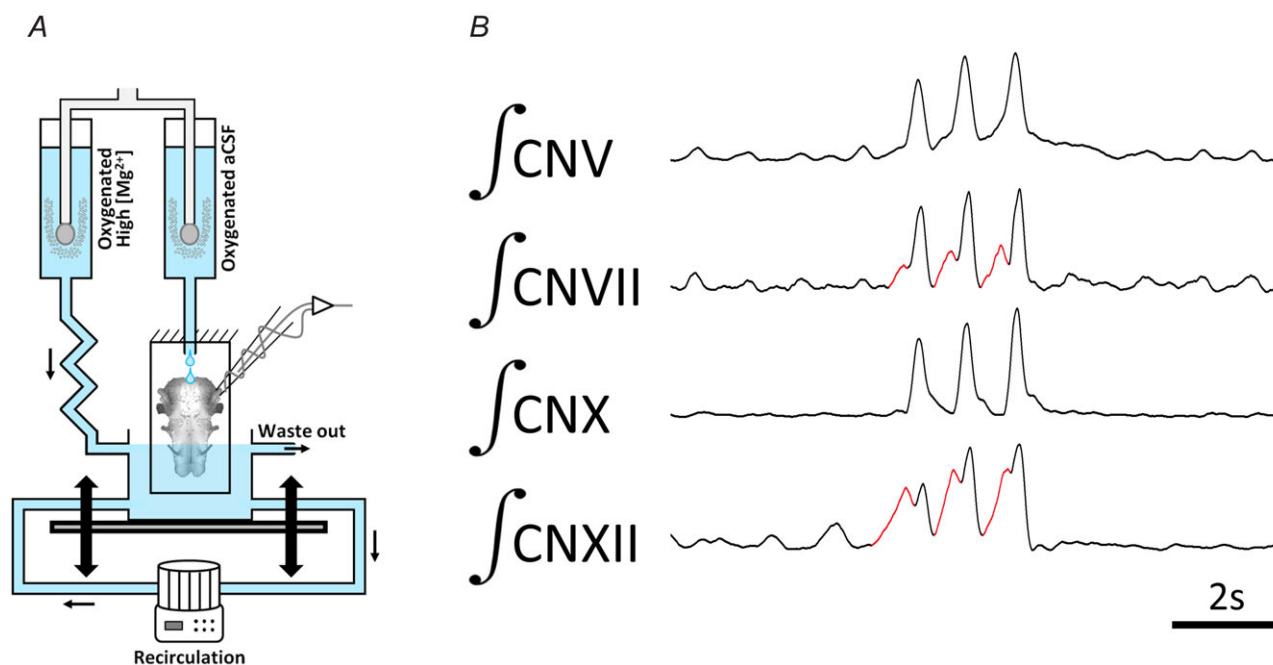 A
B
Oxygenated
High [Mg²⁺]
Oxygenated aCSF
Waste out
Recirculation
∫CNV
∫CNVII
∫CNX
∫CNXII
2s